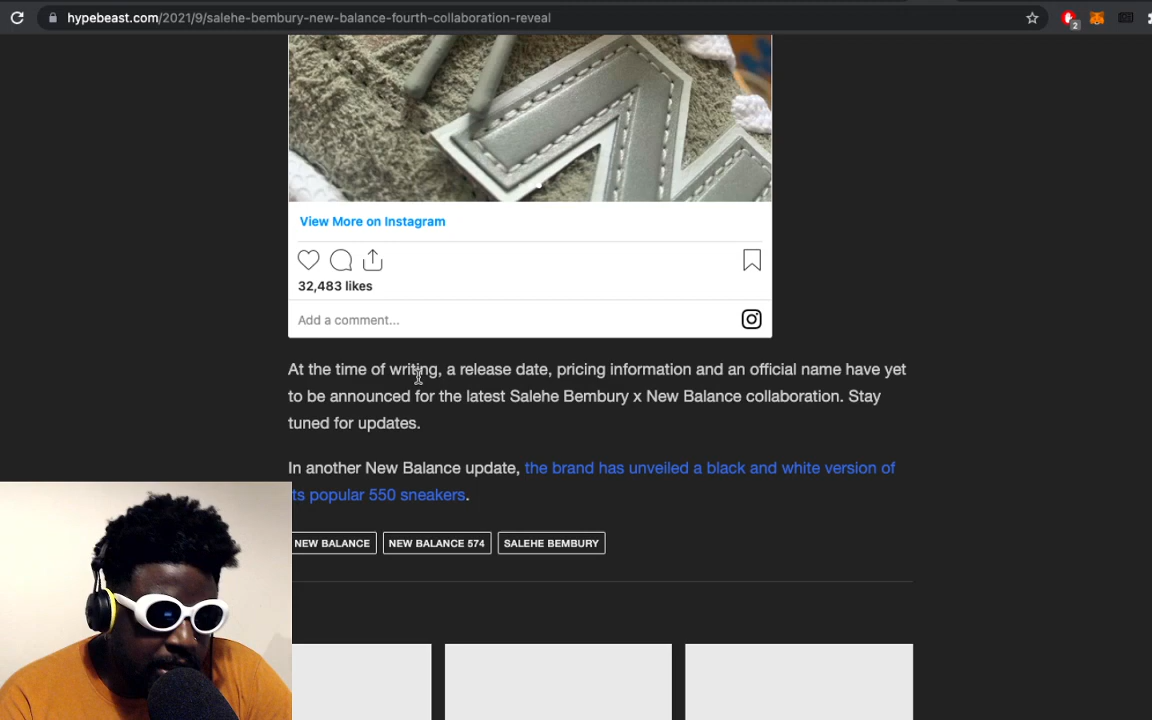 hypebeast.com/2021/9/salehe-bembury-new-balance-fourth-collaboration-reveal
2
View More on Instagram
32,483 likes
Add a comment...
At the time of writing, a release date, pricing information and an official name have yet
to be announced for the latest Salehe Bembury x New Balance collaboration. Stay
tuned for updates.
In another New Balance update, the brand has unveiled a black and white version of
its popular 550 sneakers.
NEW BALANCE
NEW BALANCE 574
SALEHE BEMBURY